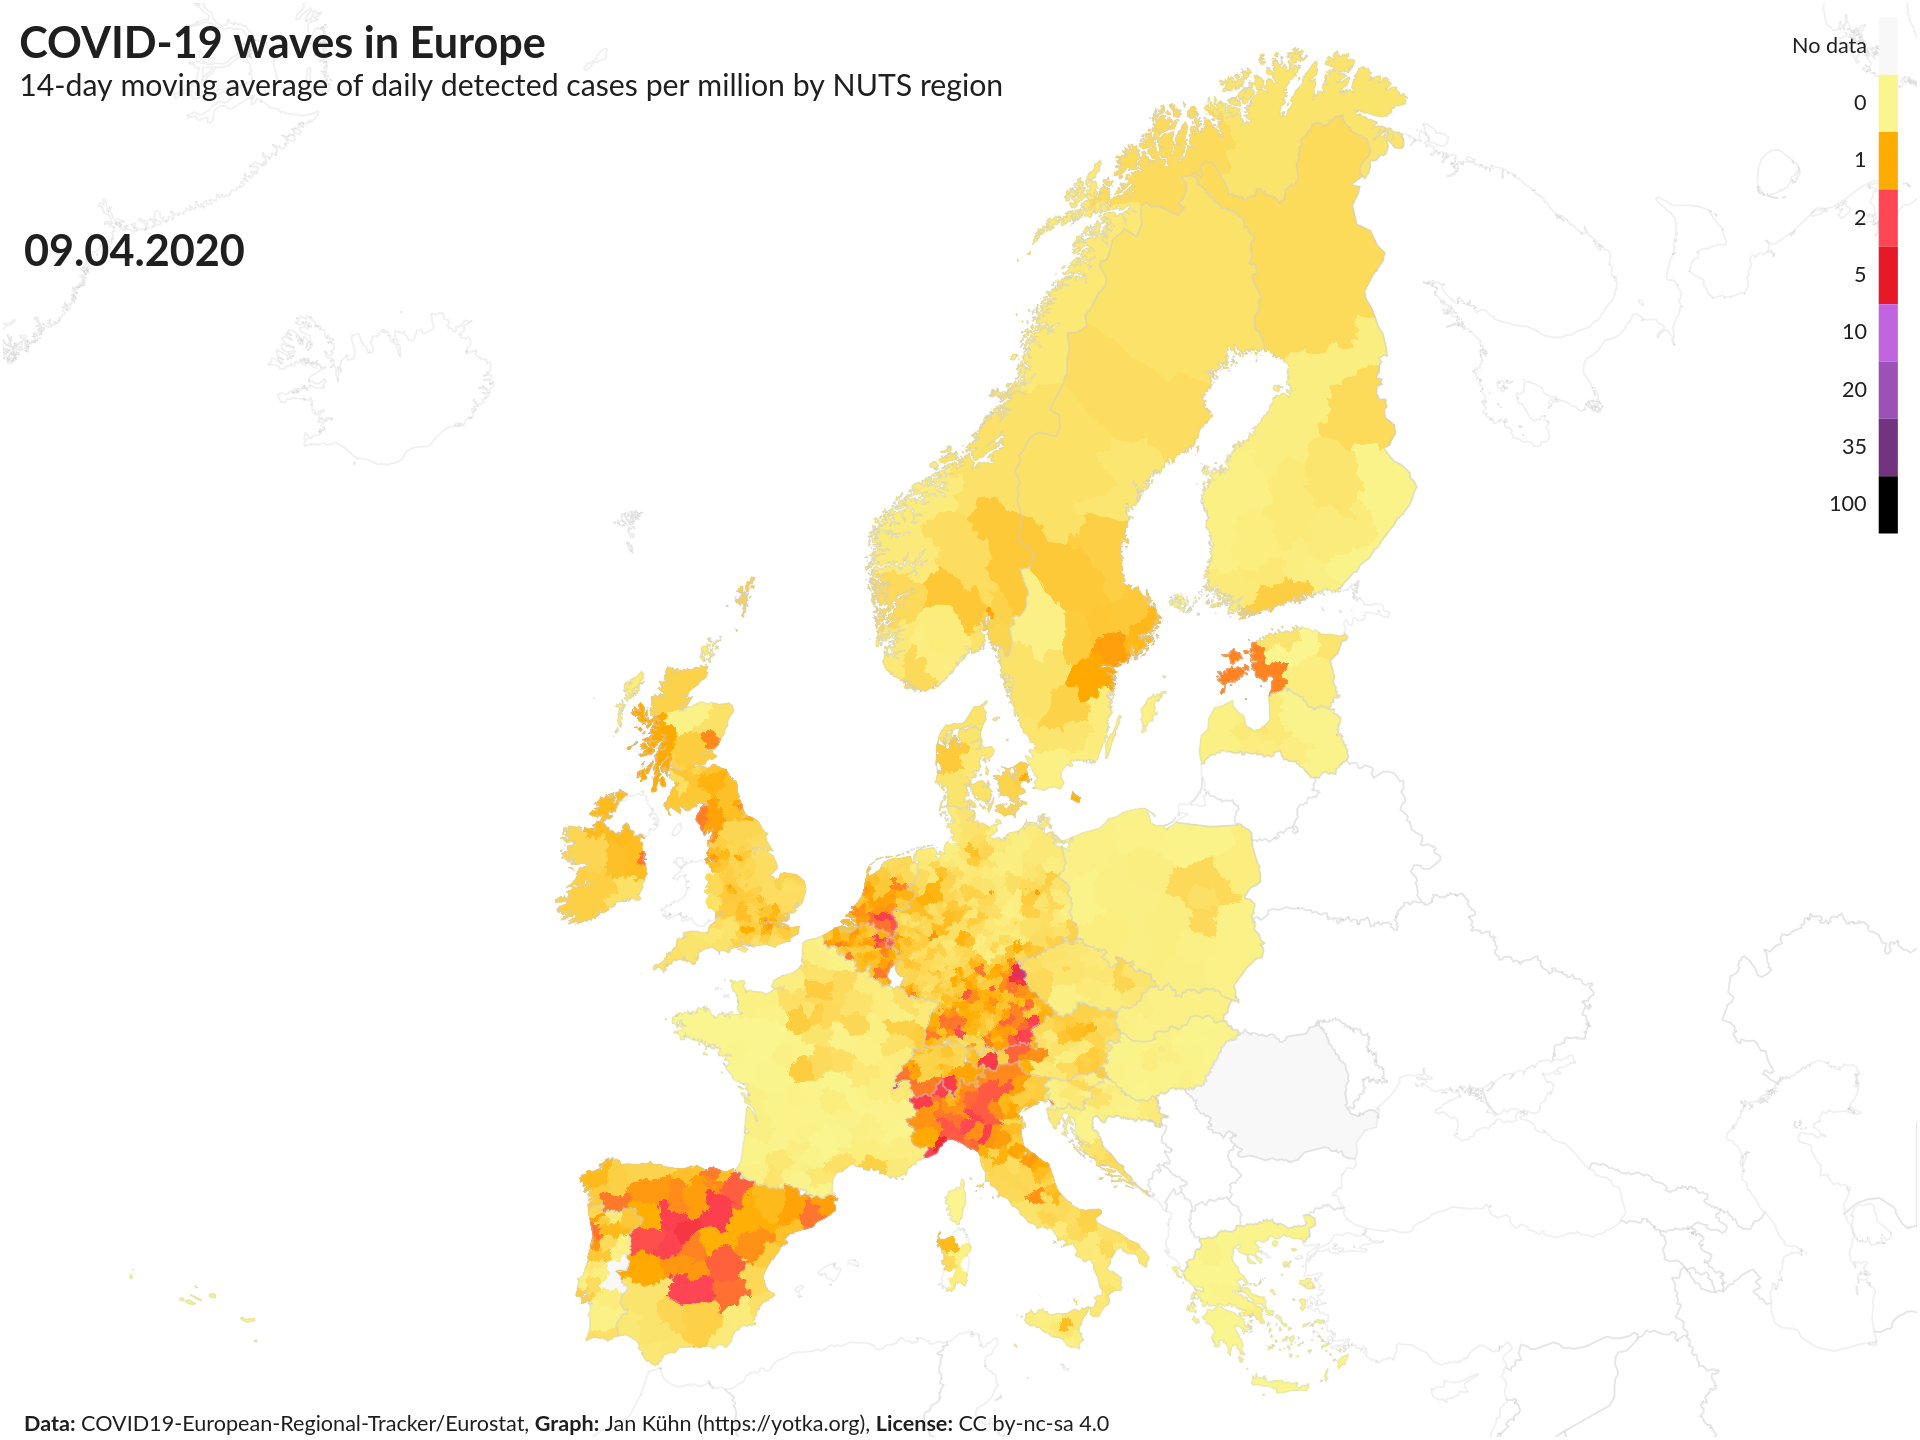 COVID-19 waves in Europe
14-day moving average of daily detected cases per million by NUTS region
09.04.2020
No data
0
1
2
5
10
20
35
100
Data: COVID19-European-Regional-Tracker/Eurostat, Graph: Jan Kühn (https://yotka.org), License: CC by-nc-sa 4.0